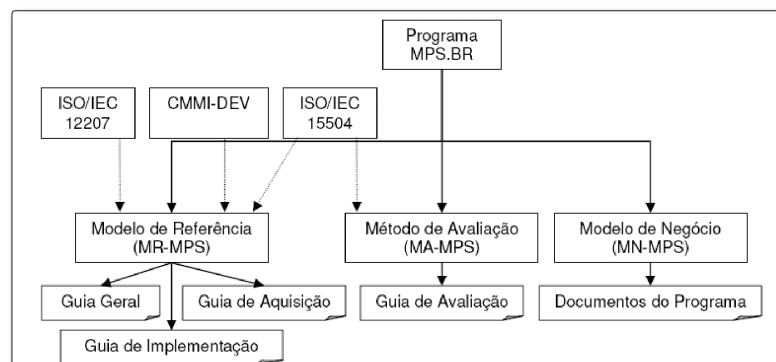 Programa
MPS.BR
ISO/IEC
12207
CMMI-DEV
ISO/IEC
15504
Modelo de Referência
(MR-MPS)
Método de Avaliação
(MA-MPS)
Modelo de Negócio
(MN-MPS)
Guia Geral
Guia de Aquisição
Guia de Avaliação
Documentos do Programa
Guia de Implementação